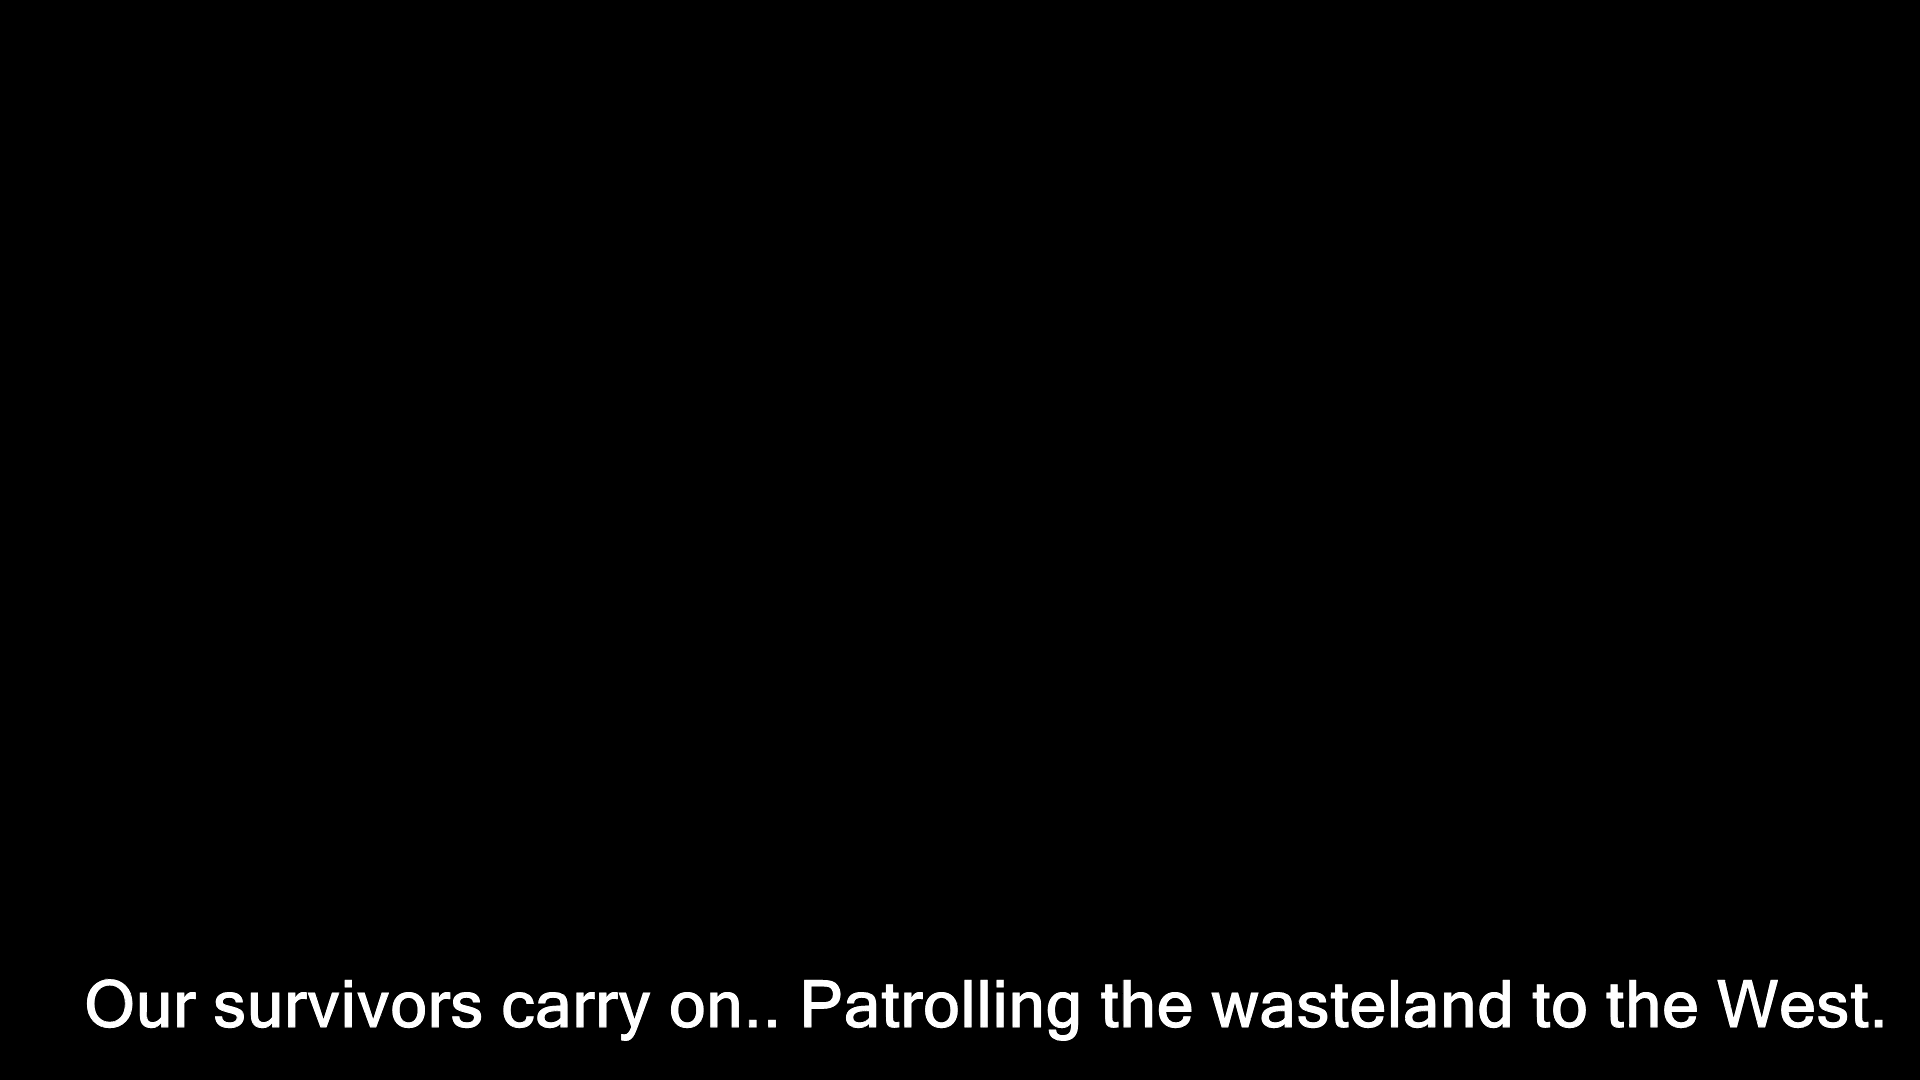 Our survivors carry on.. Patrolling the wasteland to the West.